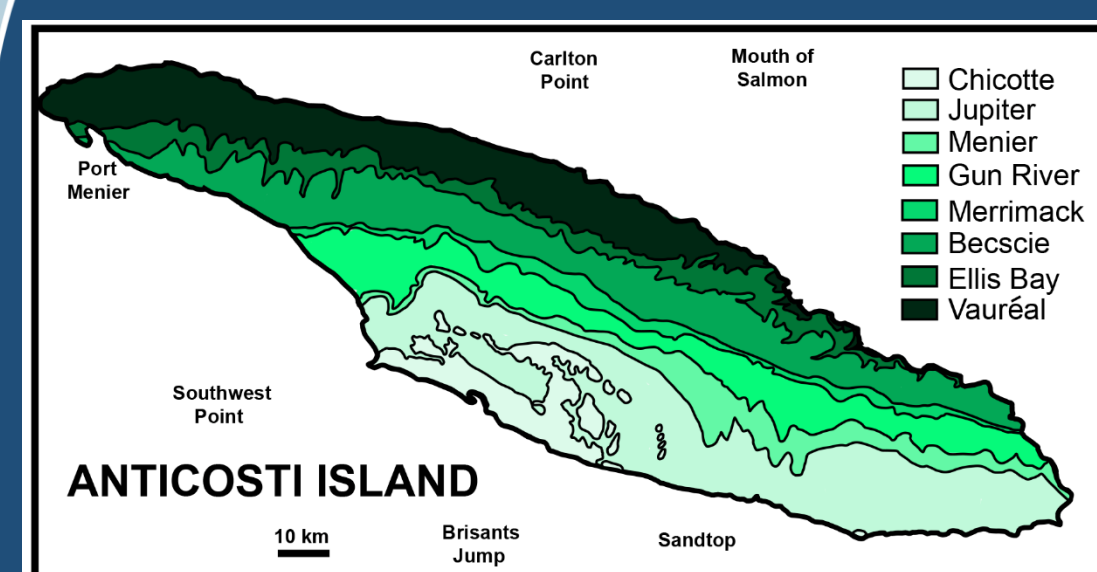 Carlton
Point
Mouth of
Salmon
Chicotte
Jupiter
Menier
Gun River
Merrimack
Becscie
Ellis Bay
Vauréal
Port
Menier
Southwest
Point
ANTICOSTI ISLAND
10 km
Brisants
Jump
Sandtop